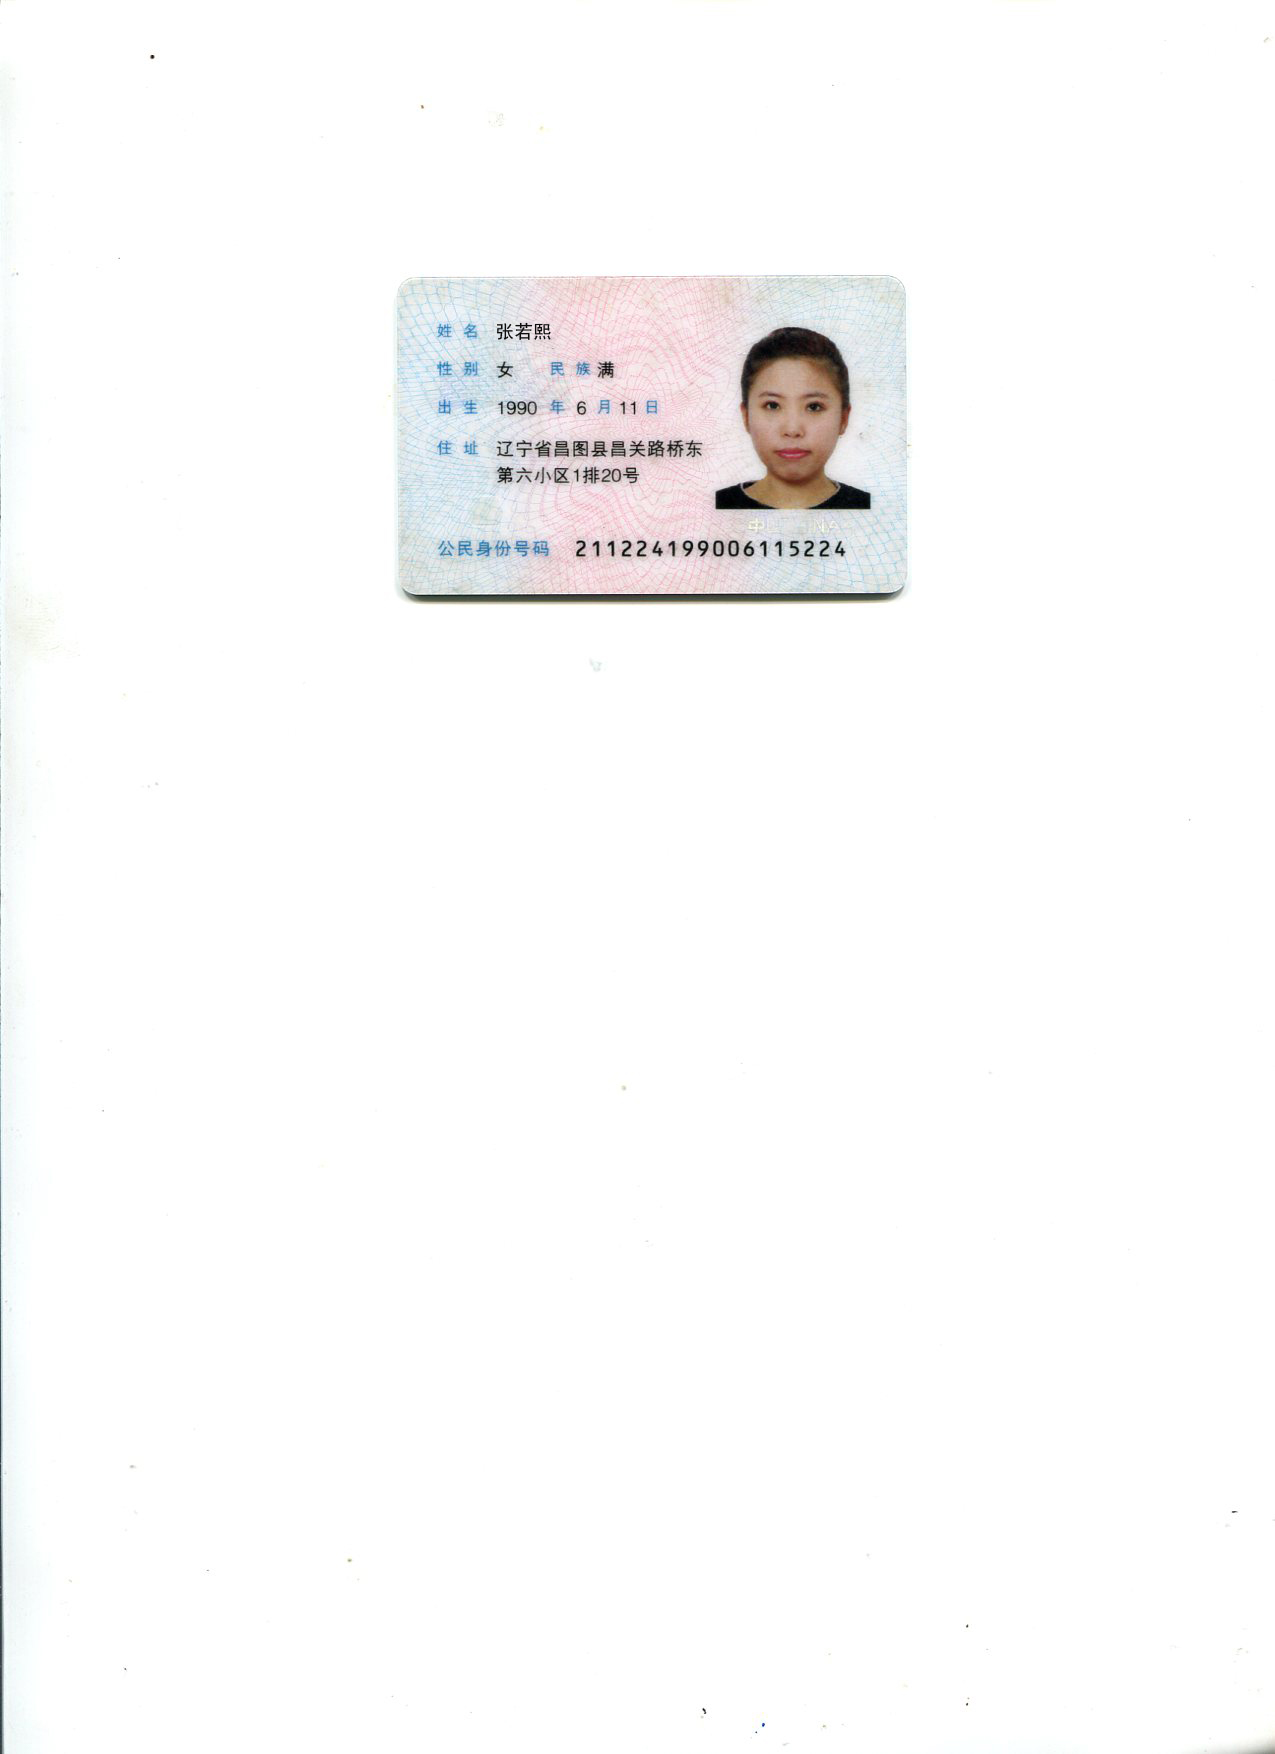 姓名 张若熙
性别 女 民族 满
出生 1990 年 6 月 11 日
住址 辽宁省昌图县昌关路桥东
第六小区1排20号
中 INA
公民身份号码 211224199006115224